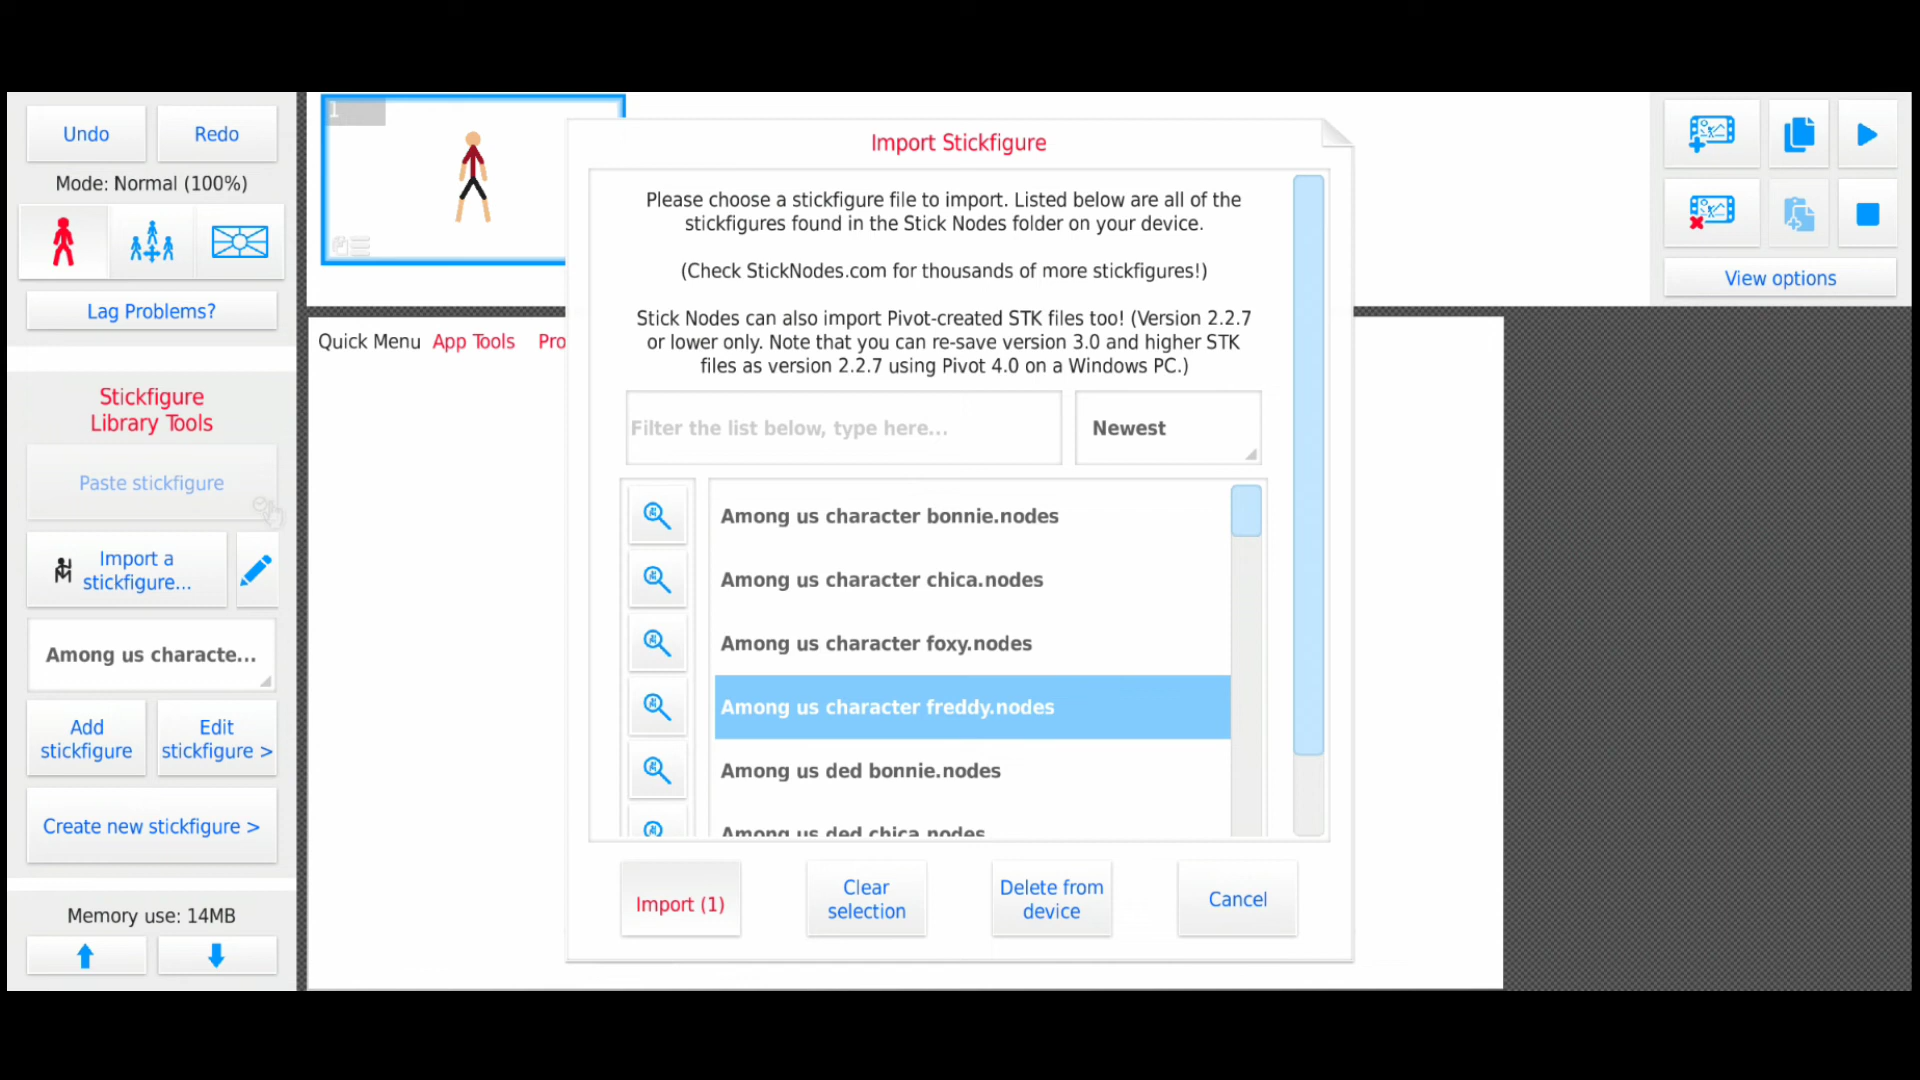 Undo
Redo
Mode: Normal (100%)
Lag Problems?
Stickfigure
Library Tools
Paste stickfigure
Import a
stickfigure...
Among us characte...
Add
stickfigure
Edit
stickfigure >
Create new stickfigure >
Memory use: 14MB
1
Quick Menu
App Tools
Pro
Import Stickfigure
Please choose a stickfigure file to import. Listed below are all of the
stickfigures found in the Stick Nodes folder on your device.
(Check StickNodes.com for thousands of more stickfigures!)
Stick Nodes can also import Pivot-created STK files too! (Version 2.2.7
or lower only. Note that you can re-save version 3.0 and higher STK
files as version 2.2.7 using Pivot 4.0 on a Windows PC.)
Filter the list below, type here...
Newest
Among us character bonnie.nodes
Among us character chica.nodes
Among us character foxy.nodes
Among us character freddy.nodes
Among us ded bonnie.nodes
Among us ded chica.nodes
Import (1)
Clear
selection
Delete from
device
Cancel
View options